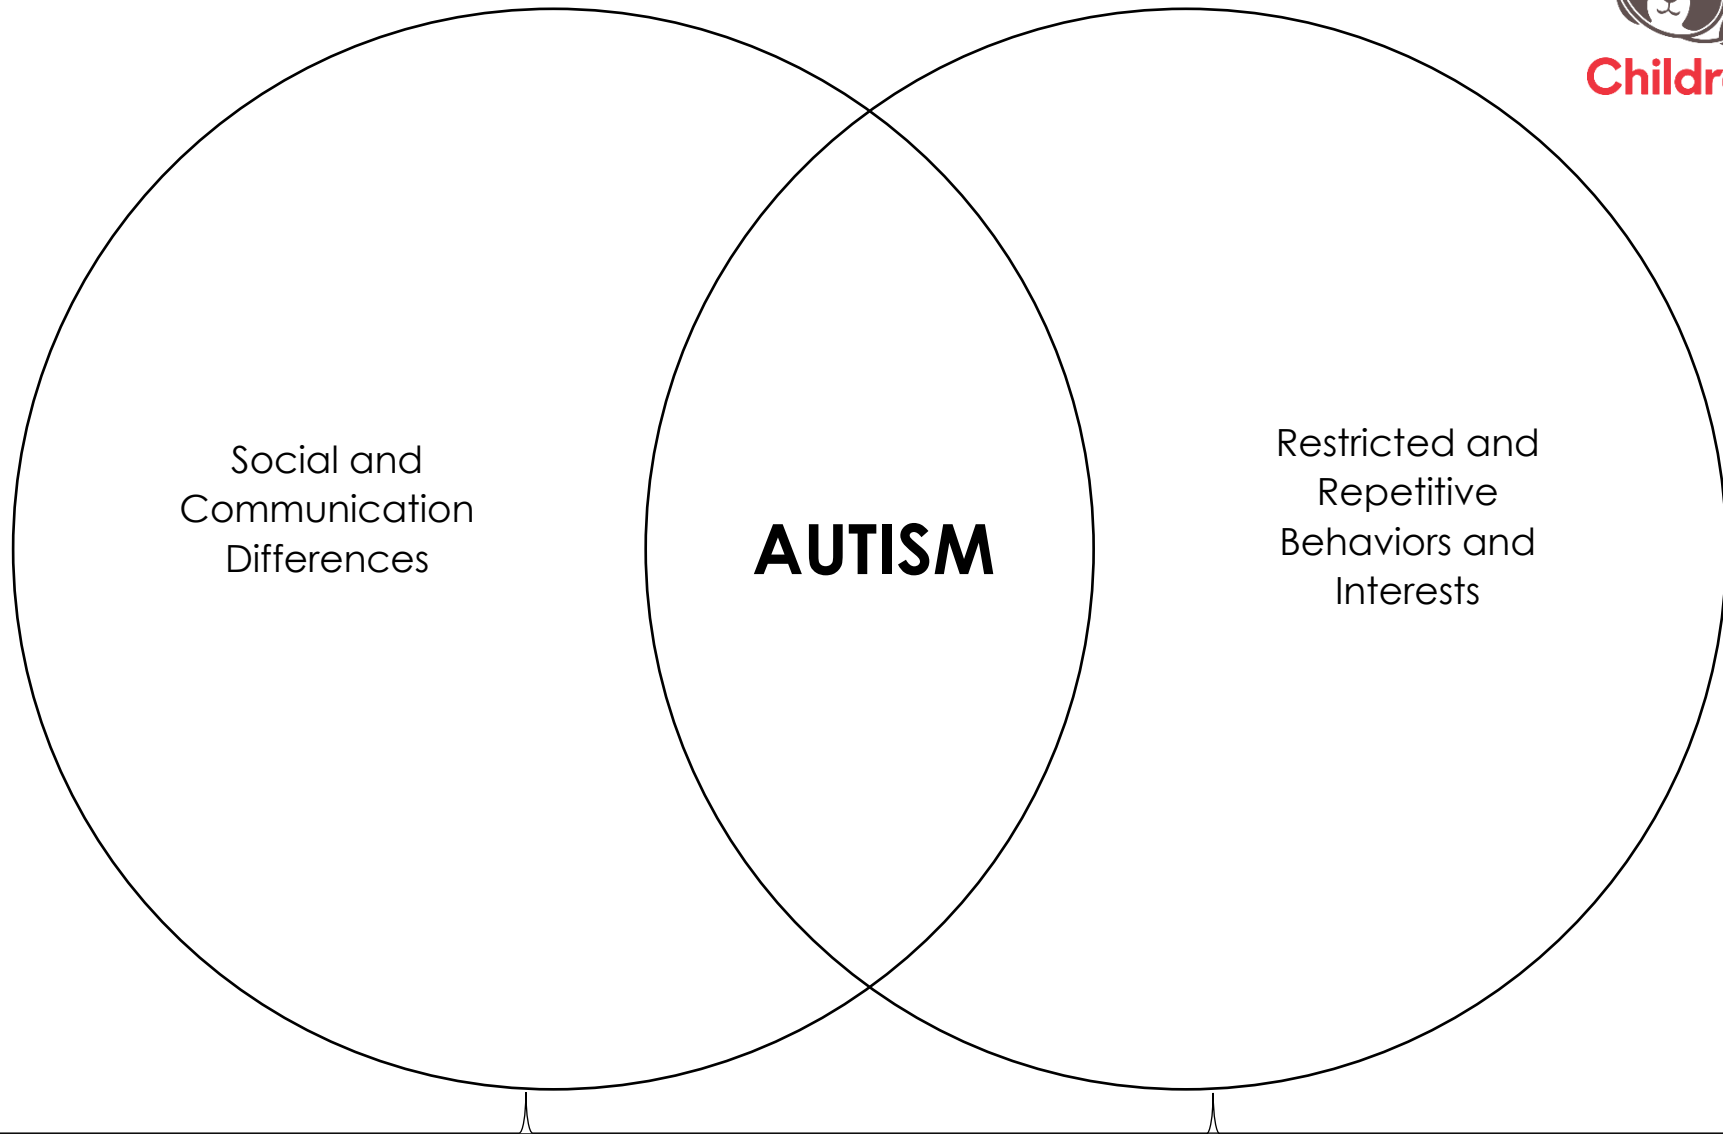 Social and
Communication
Differences
AUTISM
Restricted and
Repetitive
Behaviors and
Interests